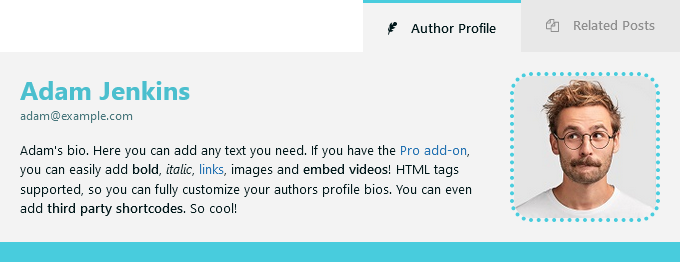 Author Profile
Related Posts
Adam Jenkins
adam@example.com
Adam's bio. Here you can add any text you need. If you have the Pro add-on,
you can easily add bold, italic, links, images and embed videos! HTML tags
supported, so you can fully customize your authors profile bios. You can even
add third party shortcodes. So cool!